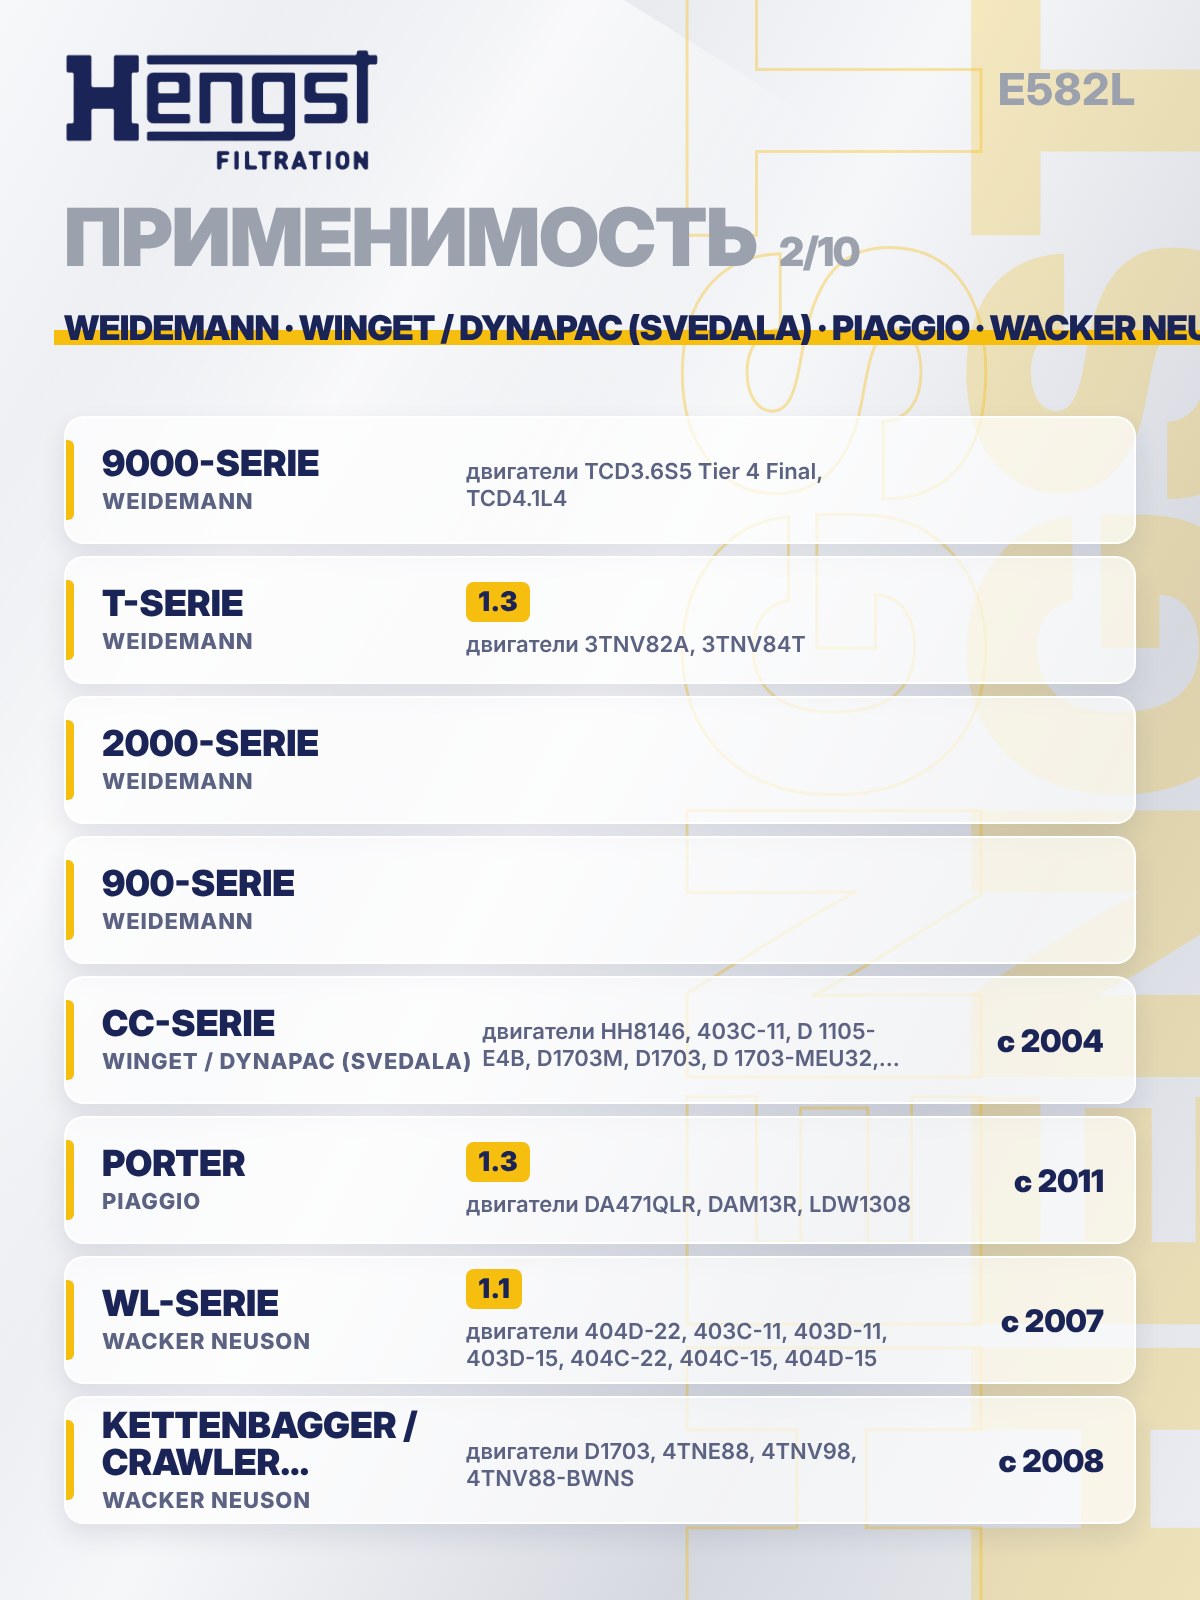 Hengst
FILTRATION
E582L
ПРИМЕНИМОСТЬ 2/10
WEIDEMANN · WINGET / DYNAPAC (SVEDALA) · PIAGGIO · WACKER NEU
9000-SERIE
WEIDEMANN
двигатели TCD3.6S5 Tier 4 Final,
TCD4.1L4
T-SERIE
WEIDEMANN
1.3
двигатели 3TNV82A, 3TNV84T
2000-SERIE
WEIDEMANN
900-SERIE
WEIDEMANN
CC-SERIE
WINGET / DYNAPAC (SVEDALA)
двигатели HH8146, 403C-11, D 1105-
E4B, D1703M, D1703, D 1703-MEU32,...
с 2004
PORTER
PIAGGIO
1.3
двигатели DA471QLR, DAM13R, LDW1308
с 2011
WL-SERIE
WACKER NEUSON
1.1
двигатели 404D-22, 403C-11, 403D-11,
403D-15, 404C-22, 404C-15, 404D-15
с 2007
KETTENBAGGER /
CRAWLER...
WACKER NEUSON
двигатели D1703, 4TNE88, 4TNV98,
4TNV88-BWNS
с 2008
HENGST
HENGST